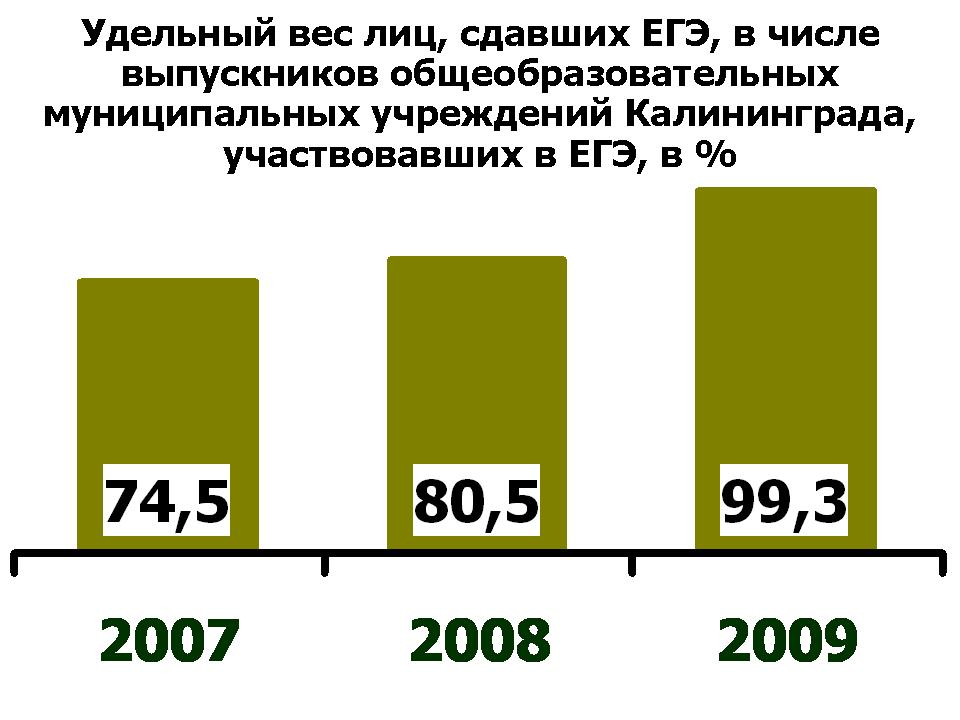 Удельный вес лиц, сдавших ЕГЭ, в числе
выпускников общеобразовательных
муниципальных учреждений Калининграда,
участвовавших в ЕГЭ, в %
74,5 80,5 99,3
2007 2008 2009